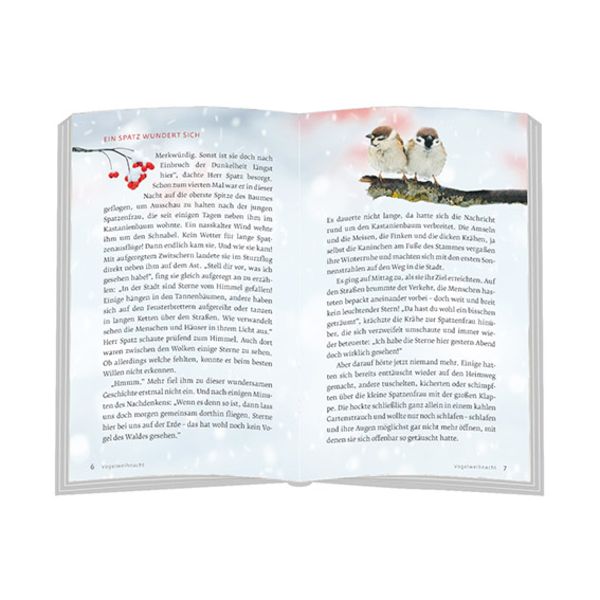 EIN SPATZ WUNDERT SICH
Merkwürdig. Sonst ist sie doch nach
Einbruch der Dunkelheit längst
hier“, dachte Herr Spatz besorgt.
Schon zum vierten Mal war er in dieser
Nacht auf die oberste Spitze des Baumes
geflogen, um Ausschau zu halten nach der jungen
Spatzenfrau, die seit einigen Tagen neben ihm im
Kastanienbaum wohnte. Ein nasskalter Wind wehte
ihm um den Schnabel. Kein Wetter für lange Spat-
zenausflüge! Dann endlich kam sie. Und wie sie kam!
Mit aufgeregtem Zwitschern landete sie im Sturzflug
direkt neben ihm auf dem Ast. „Stell dir vor, was ich
gesehen habe!“, fing sie gleich aufgeregt an zu erzäh-
len: „In der Stadt sind Sterne vom Himmel gefallen!
Einige hängen in den Tannenbäumen, andere haben
sich auf den Fensterbrettern aufgereiht oder tanzen
in langen Ketten über den Straßen. Wie verwandelt
sehen die Menschen und Häuser in ihrem Licht aus.“
Herr Spatz schaute prüfend zum Himmel. Auch dort
waren zwischen den Wolken einige Sterne zu sehen.
Ob allerdings welche fehlten, konnte er beim besten
Willen nicht erkennen.
„Hmmm.“ Mehr fiel ihm zu dieser wundersamen
Geschichte erstmal nicht ein. Und nach einigen Minu-
ten des Nachdenkens: „Wenn es denn so ist, dann lass
uns doch morgen gemeinsam dorthin fliegen. Sterne
hier bei uns auf der Erde – das hat wohl noch kein Vo-
gel des Waldes gesehen.“
6 Vogelweihnacht
Es dauerte nicht lange, da hatte sich die Nachricht
rund um den Kastanienbaum verbreitet. Die Amseln
und die Meisen, die Finken und die dicken Krähen, ja
selbst die Kaninchen am Fuße des Stammes vergaßen
ihre Winterruhe und machten sich mit den ersten Son-
nenstrahlen auf den Weg in die Stadt.
Es ging auf Mittag zu, als sie ihr Ziel erreichten. Auf
den Straßen brummte der Verkehr, die Menschen has-
teten bepackt aneinander vorbei – doch weit und breit
kein leuchtender Stern! „Da hast du wohl ein bisschen
geträumt“, krächzte die Krähe zur Spatzenfrau hinü-
ber, die sich verzweifelt umschaute und immer wie-
der beteuerte: „Ich habe die Sterne hier gestern Abend
doch wirklich gesehen!“
Aber darauf hörte jetzt niemand mehr. Einige hat-
ten sich bereits enttäuscht wieder auf den Heimweg
gemacht, andere tuschelten, kicherten oder schimpf-
ten über die kleine Spatzenfrau mit der großen Klap-
pe. Die hockte schließlich ganz allein in einem kahlen
Gartenstrauch und wollte nur noch schlafen – schlafen
und ihre Augen möglichst gar nicht mehr öffnen, mit
denen sie sich offenbar so getäuscht hatte.
Vogelweihnacht 7